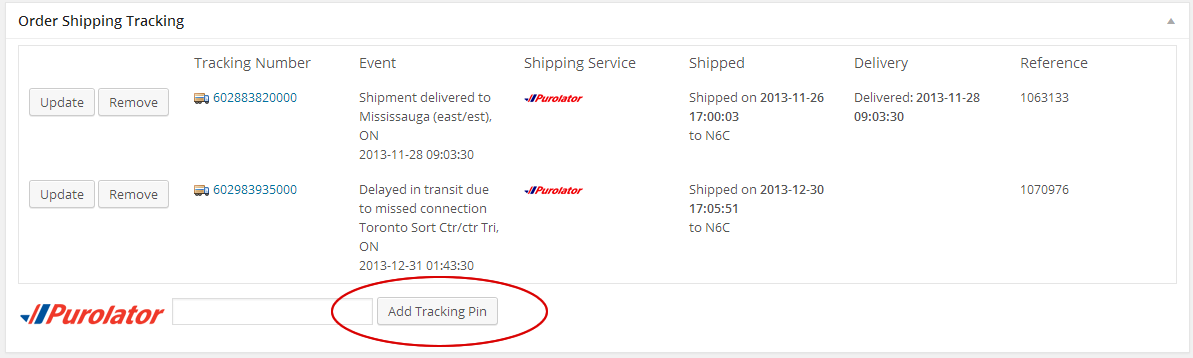 Order Shipping Tracking
Tracking Number Event Shipping Service Shipped Delivery Reference
Update Remove 602883820000 Shipment delivered to Purolator Shipped on 2013-11-26 Delivered: 2013-11-28 1063133
Mississauga (east/est), 17:00:03 09:03:30
ON to N6C
2013-11-28 09:03:30
Update Remove 602983935000 Delayed in transit due Purolator Shipped on 2013-12-30 1070976
to missed connection 17:05:51
Toronto Sort Ctr/ctr Tri, to N6C
ON
2013-12-31 01:43:30
Purolator Add Tracking Pin